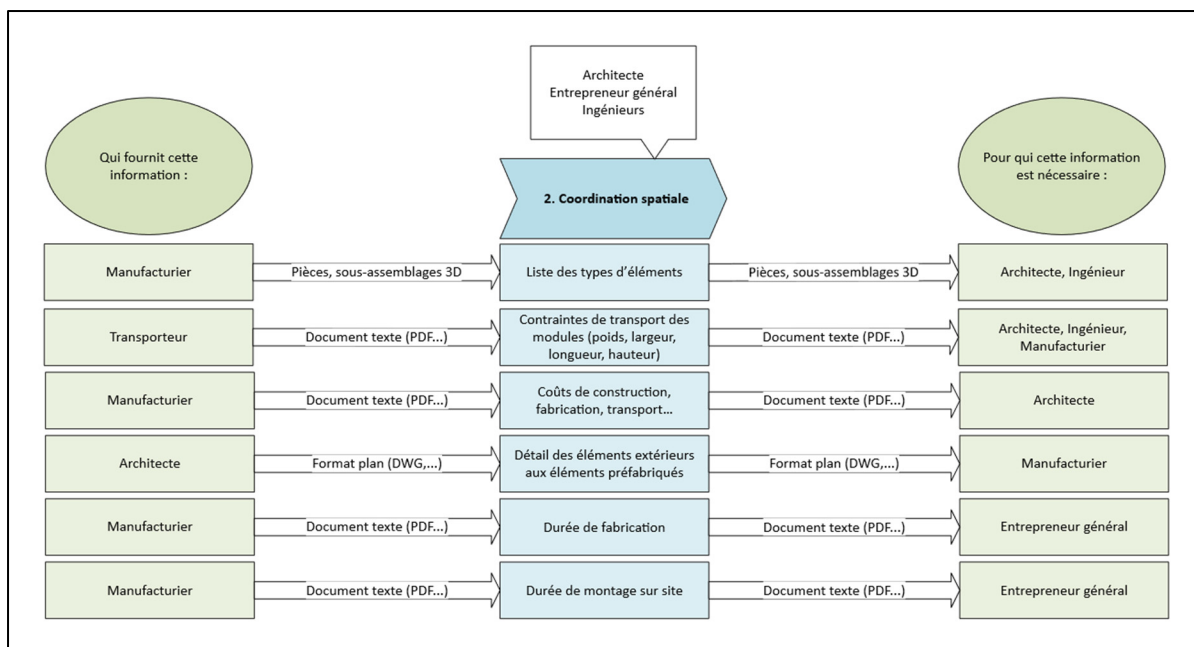 Architecte
Entrepreneur général
Ingénieurs
Qui fournit cette
information :
2. Coordination spatiale
Pour qui cette information
est nécessaire :
Manufacturier
Pièces, sous-assemblages 3D
Liste des types d’éléments
Pièces, sous-assemblages 3D
Architecte, Ingénieur
Transporteur
Document texte (PDF...)
Contraintes de transport des
modules (poids, largeur,
longueur, hauteur)
Document texte (PDF...)
Architecte, Ingénieur,
Manufacturier
Manufacturier
Document texte (PDF...)
Coûts de construction,
fabrication, transport...
Document texte (PDF...)
Architecte
Architecte
Format plan (DWG,...)
Détail des éléments extérieurs
aux éléments préfabriqués
Format plan (DWG,...)
Manufacturier
Manufacturier
Document texte (PDF...)
Durée de fabrication
Document texte (PDF...)
Entrepreneur général
Manufacturier
Document texte (PDF...)
Durée de montage sur site
Document texte (PDF...)
Entrepreneur général